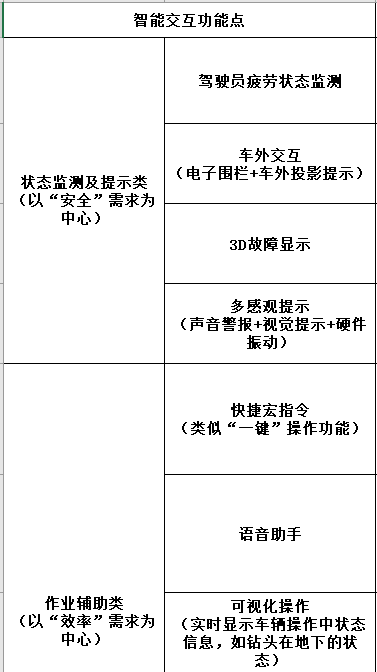 智能交互功能点
状态监测及提示类
（以“安全”需求为
中心）
驾驶员疲劳状态监测
车外交互
（电子围栏+车外投影提示）
3D故障显示
多感观提示
（声音警报+视觉提示+硬件
振动）
作业辅助类
（以“效率”需求为
中心）
快捷宏指令
（类似“一键”操作功能）
语音助手
可视化操作
（实时显示车辆操作中状态
信息，如钻头在地下的状
态）